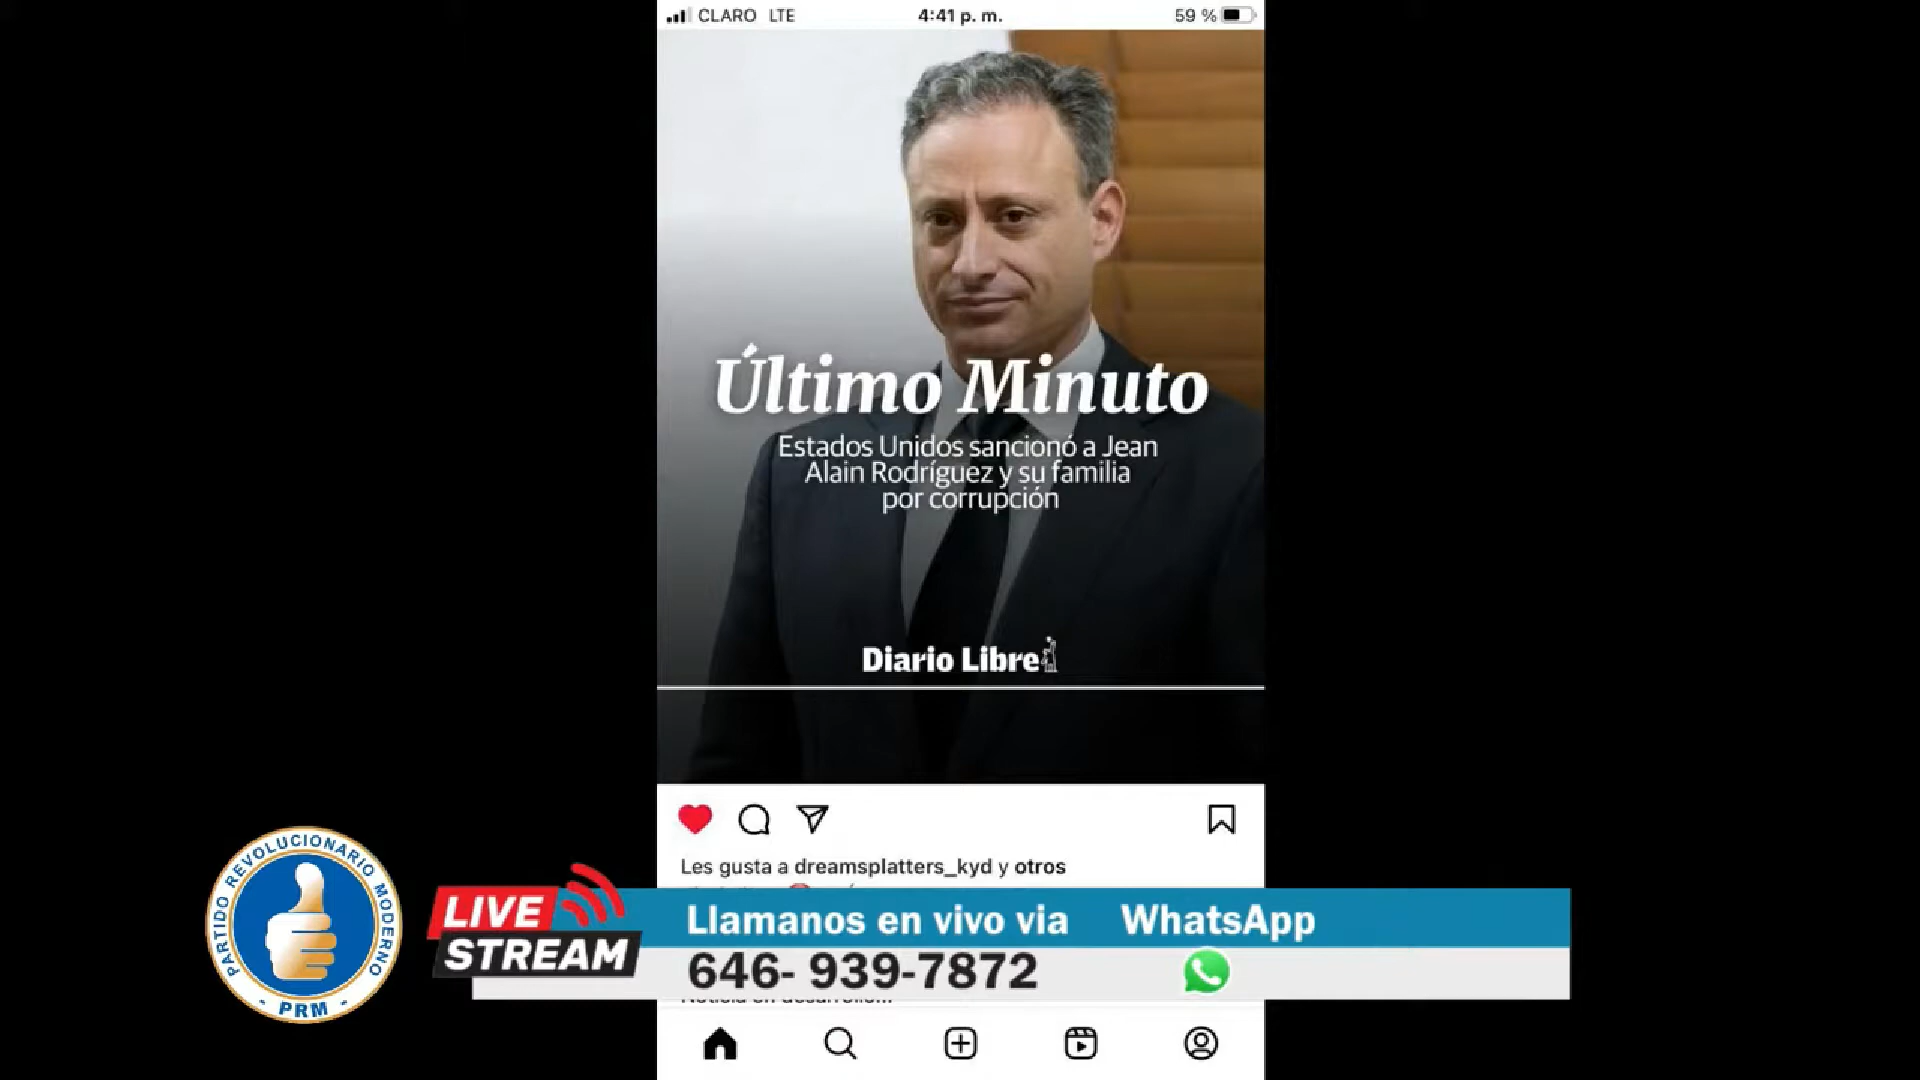 CLARO LTE 4:41 p. m. 59 %
Último Minuto
Estados Unidos sancionó a Jean
Alain Rodríguez y su familia
por corrupción
Diario Libre
Les gusta a dreamsplatters_kyd y otros
PARTIDO REVOLUCIONARIO MODERNO
- PRM -
LIVE
STREAM
Llamanos en vivo via WhatsApp
646- 939-7872